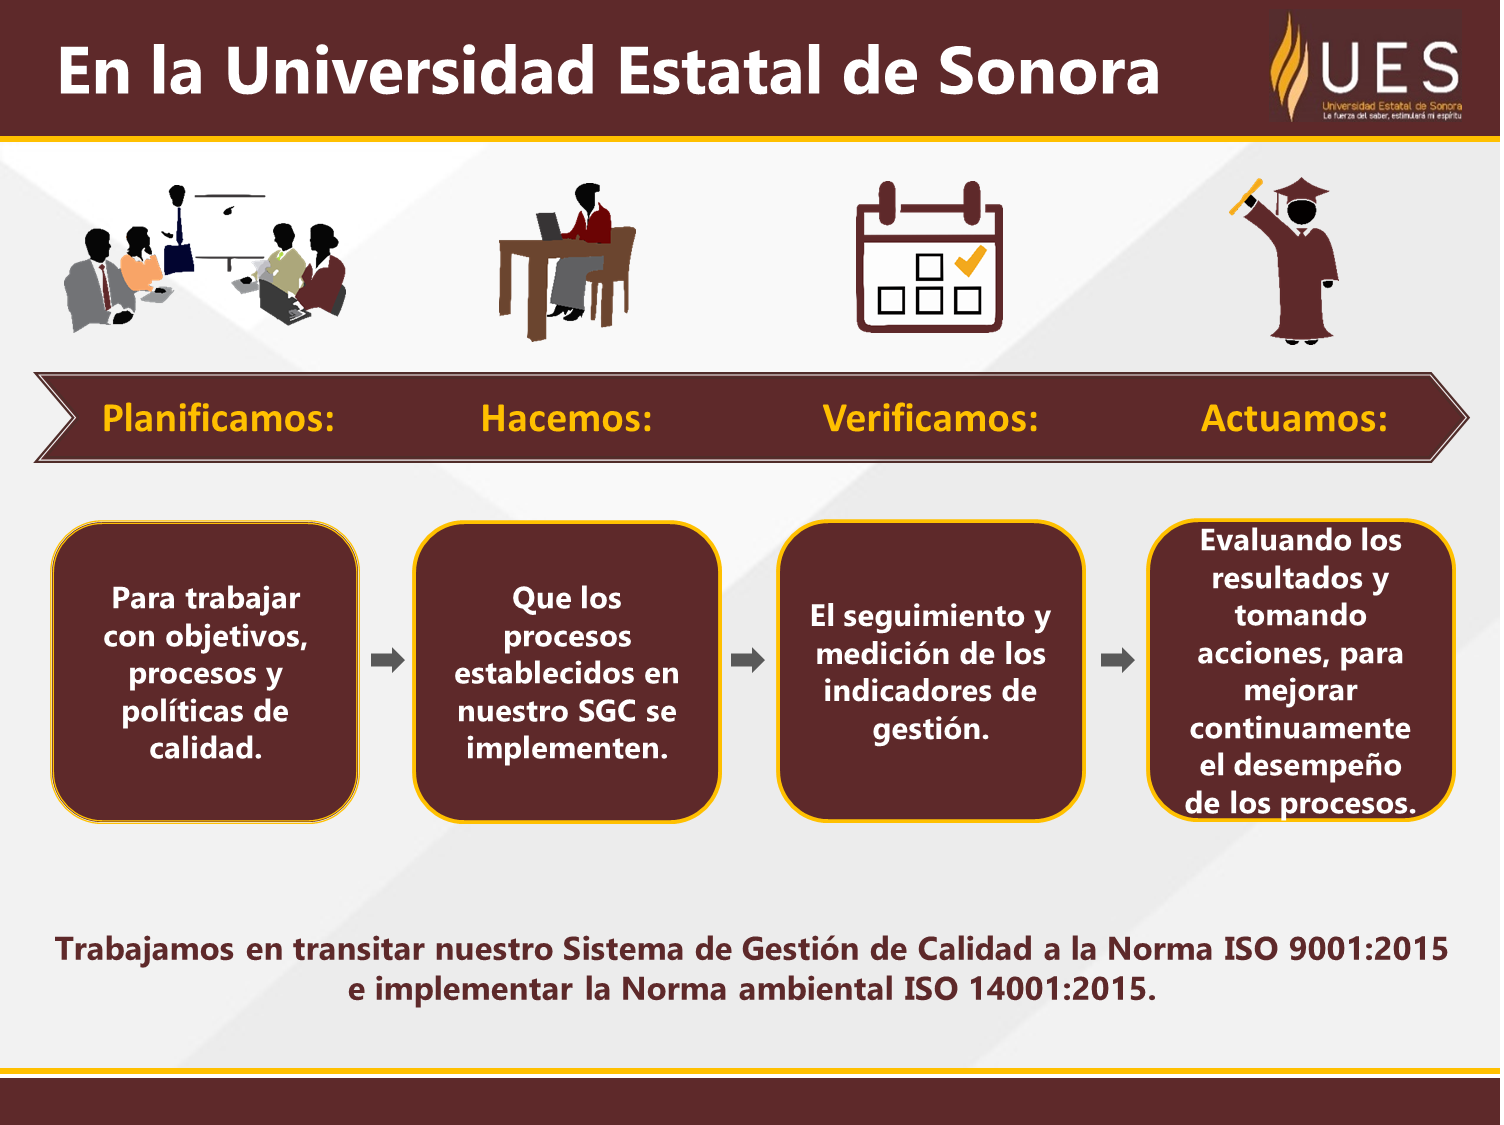 En la Universidad Estatal de Sonora
UES
Universidad Estatal de Sonora
La fuerza del saber, estimulará mi espíritu
Planificamos:
Hacemos:
Verificamos:
Actuamos:
Para trabajar
con objetivos,
procesos y
políticas de
calidad.
Que los
procesos
establecidos en
nuestro SGC se
implementen.
El seguimiento y
medición de los
indicadores de
gestión.
Evaluando los
resultados y
tomando
acciones, para
mejorar
continuamente
el desempeño
de los procesos.
Trabajamos en transitar nuestro Sistema de Gestión de Calidad a la Norma ISO 9001:2015
e implementar la Norma ambiental ISO 14001:2015.